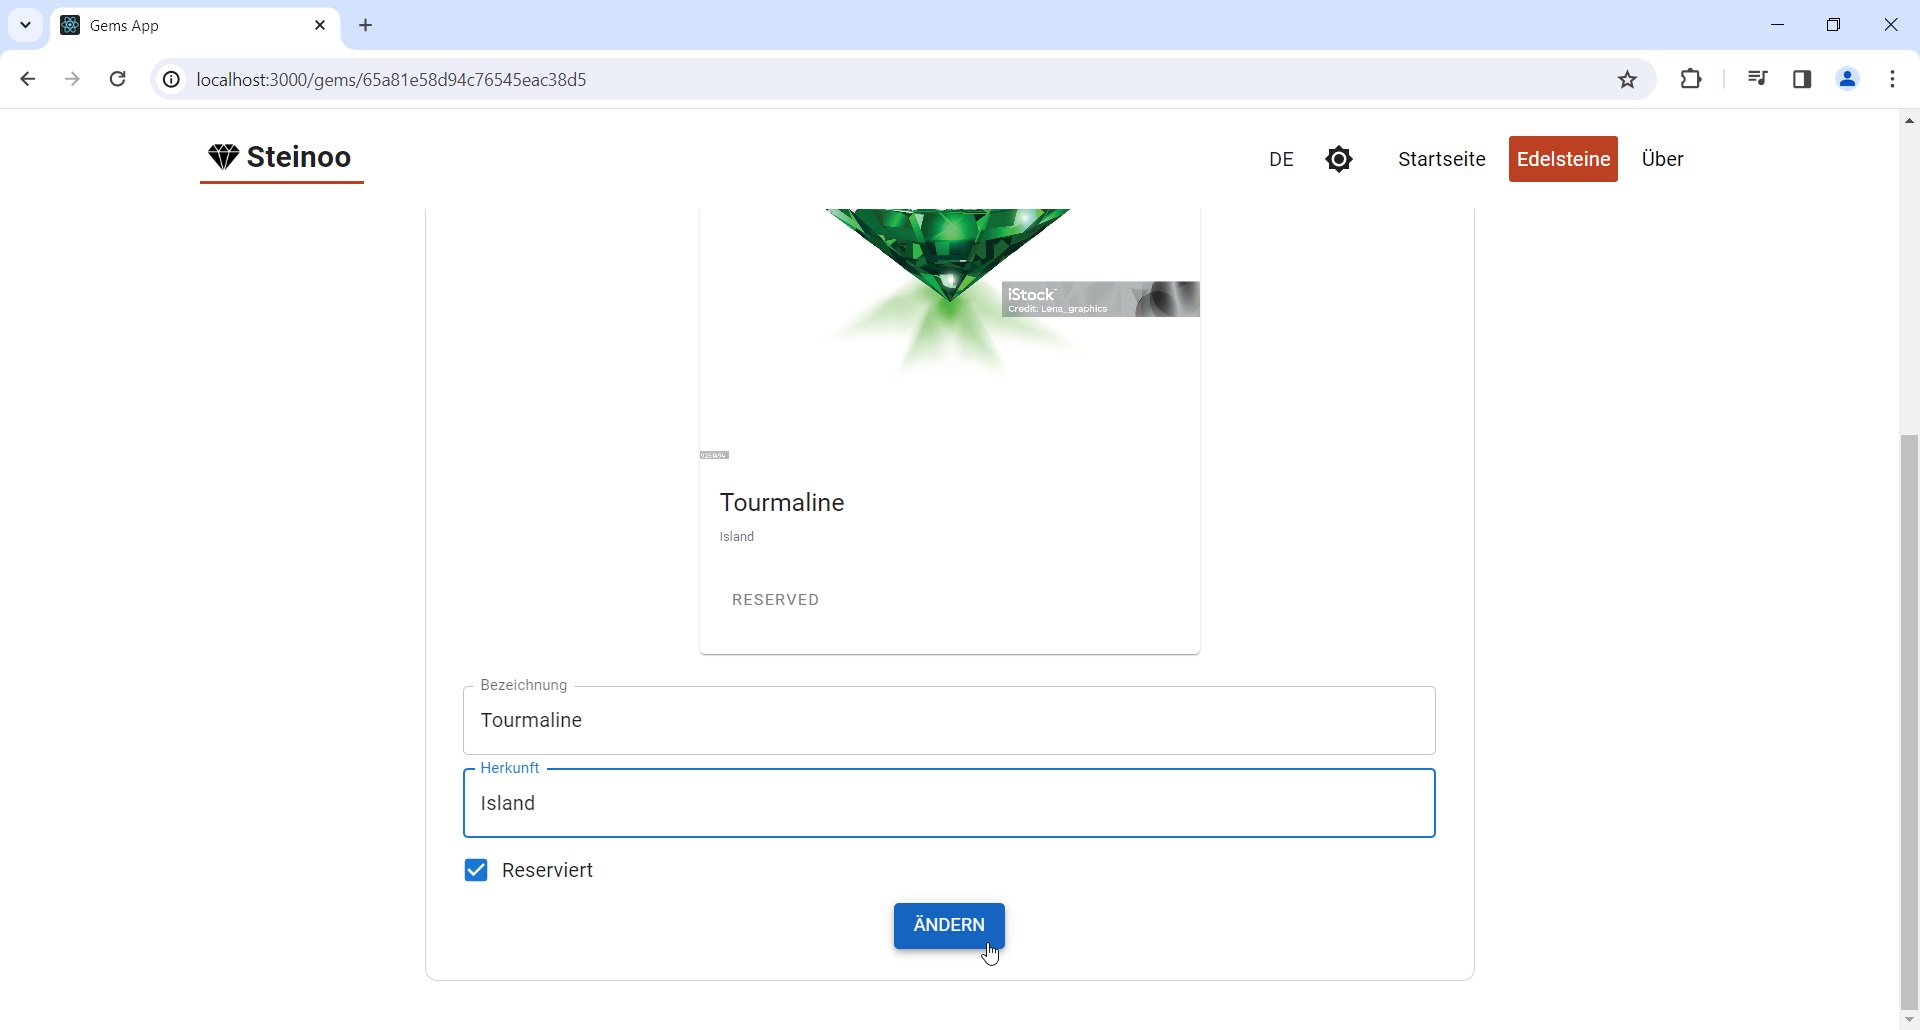 Gems App
localhost:3000/gems/65a81e58d94c76545eac38d5
Steinoo
DE
Startseite
Edelsteine
Über
iStock
Credit: Lena_graphics
Tourmaline
Island
RESERVED
Bezeichnung
Tourmaline
Herkunft
Island
Reserviert
ÄNDERN